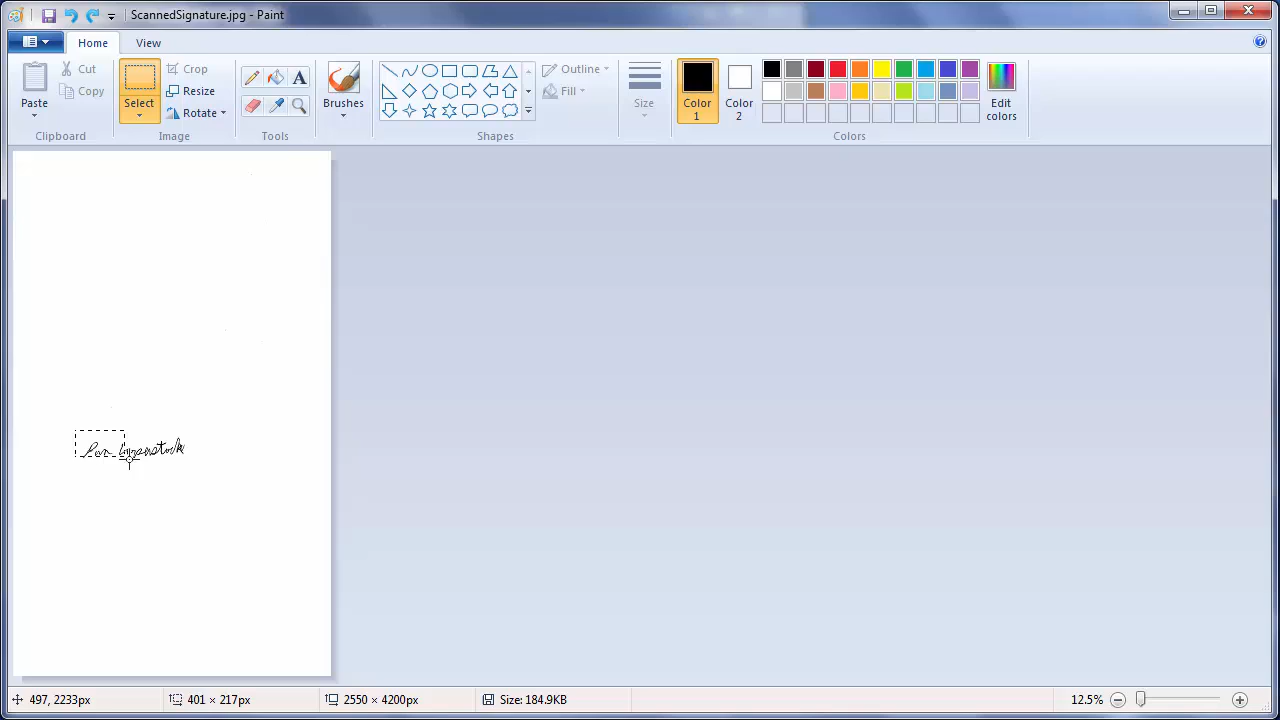 ScannedSignature.jpg - Paint
Home View
Paste
Cut
Copy
Clipboard
Select
Crop
Resize
Rotate
Image
A
Tools
Brushes
Shapes
Outline
Fill
Size
Color 1
Color 2
Edit colors
Colors
497, 2233px 401 × 217px 2550 × 4200px Size: 184.9KB 12.5%